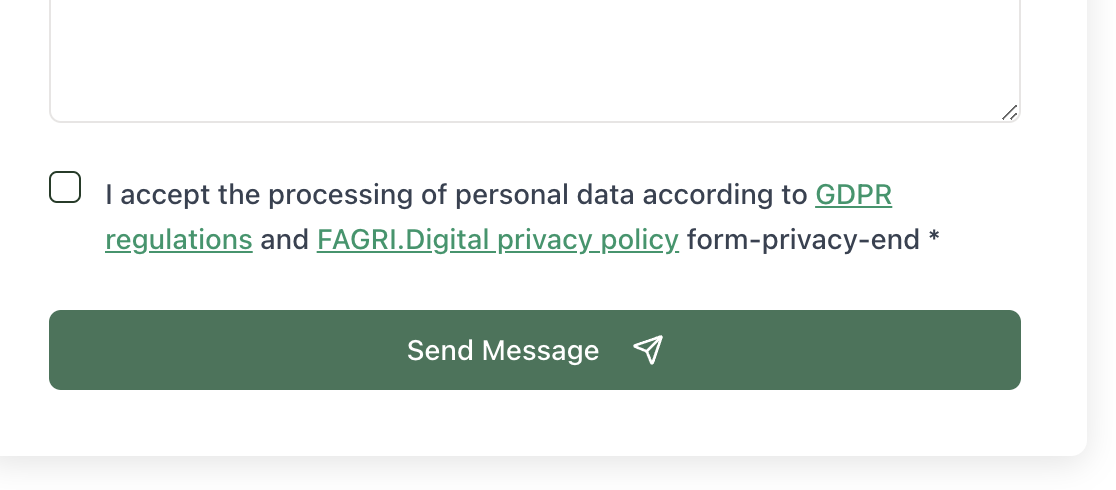 I accept the processing of personal data according to GDPR
regulations and FAGRI.Digital privacy policy form-privacy-end *
Send Message